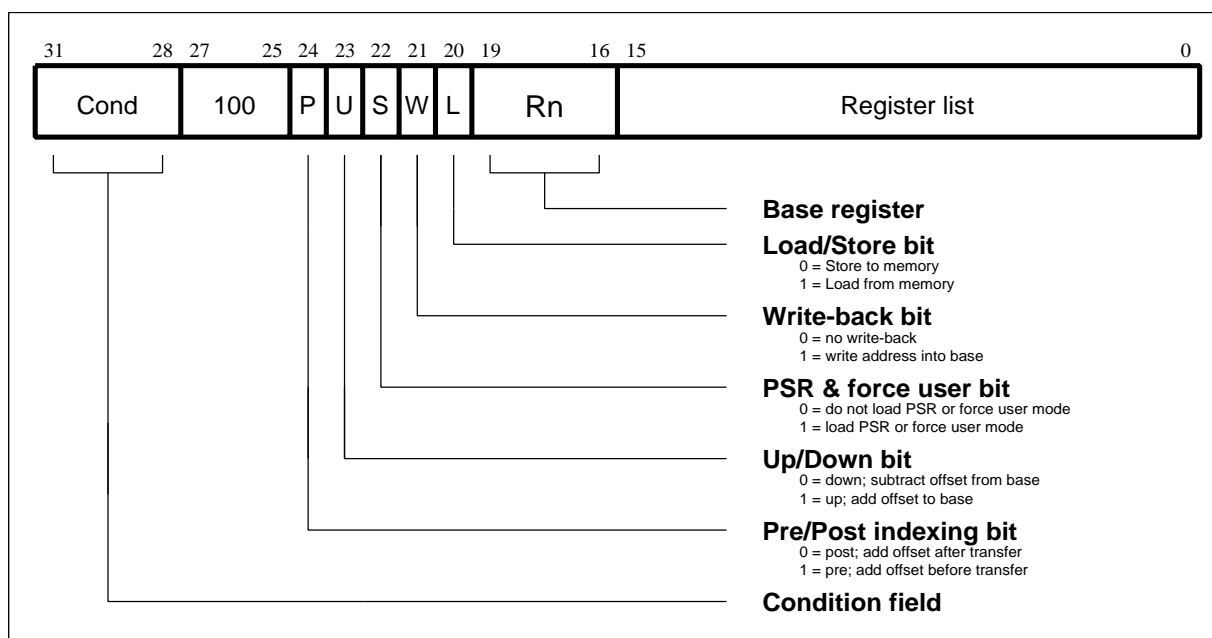 31 28 27 25 24 23 22 21 20 19 16 15 0
Cond 100 P U S W L Rn Register list
Base register
Load/Store bit
0 = Store to memory
1 = Load from memory
Write-back bit
0 = no write-back
1 = write address into base
PSR & force user bit
0 = do not load PSR or force user mode
1 = load PSR or force user mode
Up/Down bit
0 = down; subtract offset from base
1 = up; add offset to base
Pre/Post indexing bit
0 = post; add offset after transfer
1 = pre; add offset before transfer
Condition field